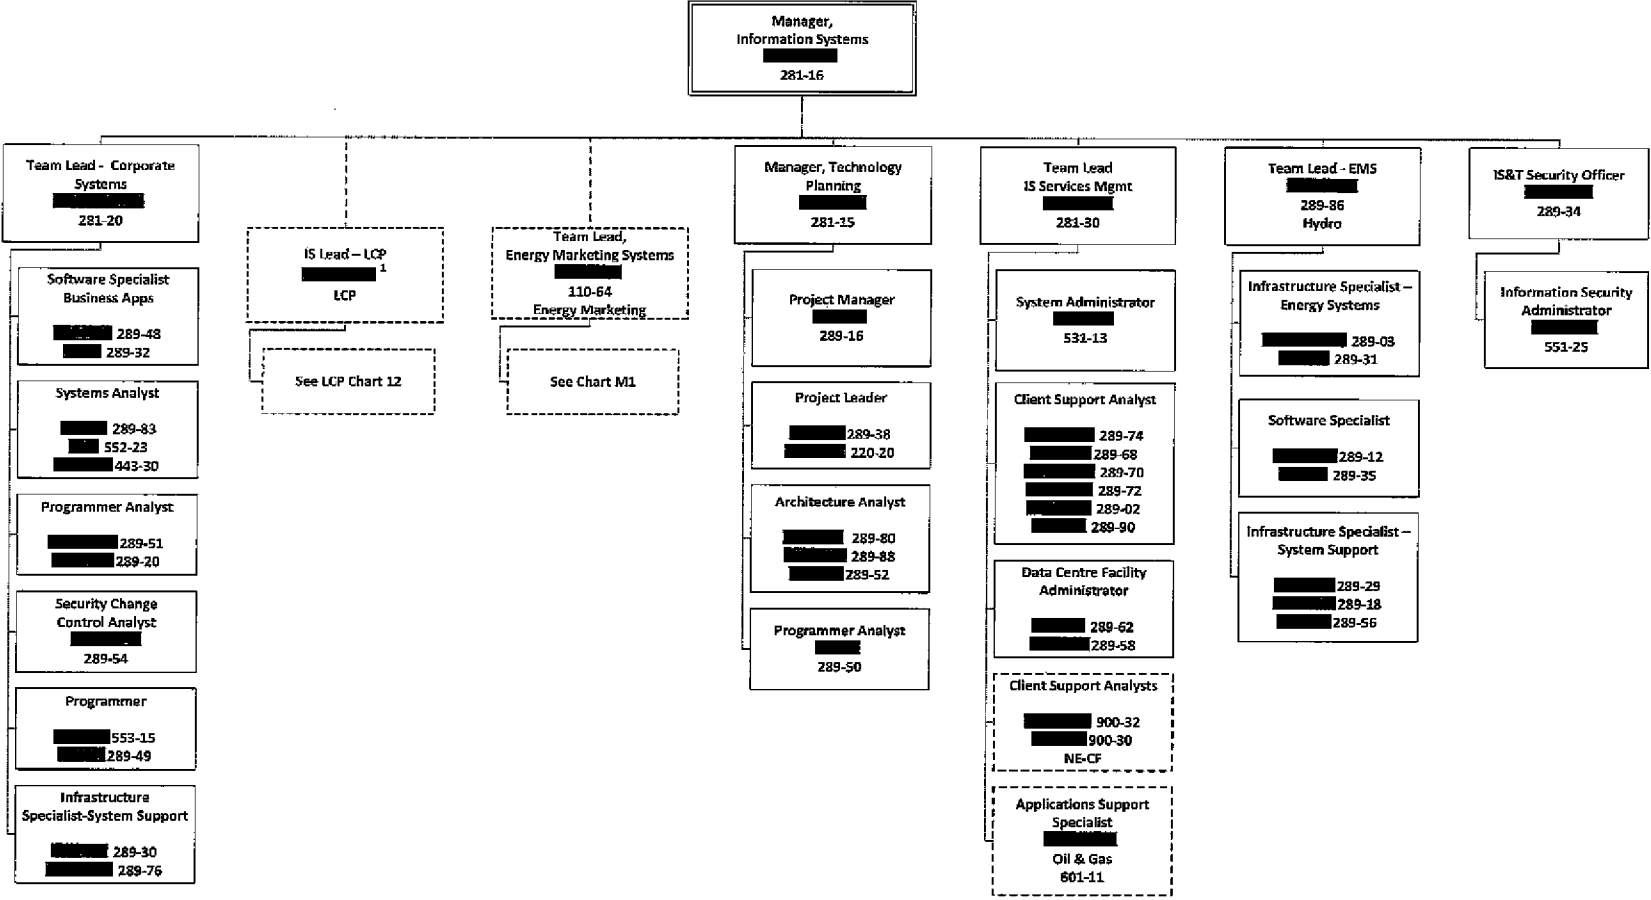 Manager,
Information Systems
281-16
Team Lead - Corporate
Systems
281-20
Software Specialist
Business Apps
289-48
289-32
Systems Analyst
289-83
552-23
443-30
Programmer Analyst
289-51
289-20
Security Change
Control Analyst
289-54
Programmer
553-15
289-49
Infrastructure
Specialist-System Support
289-30
289-76
IS Lead – LCP
1
LCP
See LCP Chart 12
Team Lead,
Energy Marketing Systems
110-64
Energy Marketing
See Chart M1
Manager, Technology
Planning
281-15
Project Manager
289-16
Project Leader
289-38
220-20
Architecture Analyst
289-80
289-88
289-52
Programmer Analyst
289-50
Team Lead
IS Services Mgmt
281-30
System Administrator
531-13
Client Support Analyst
289-74
289-68
289-70
289-72
289-02
289-90
Data Centre Facility
Administrator
289-62
289-58
Client Support Analysts
900-32
900-30
NE-CF
Applications Support
Specialist
Oil & Gas
601-11
Team Lead - EMS
289-86
Hydro
Infrastructure Specialist –
Energy Systems
289-03
289-31
Software Specialist
289-12
289-35
Infrastructure Specialist –
System Support
289-29
289-18
289-56
IS&T Security Officer
289-34
Information Security
Administrator
551-25